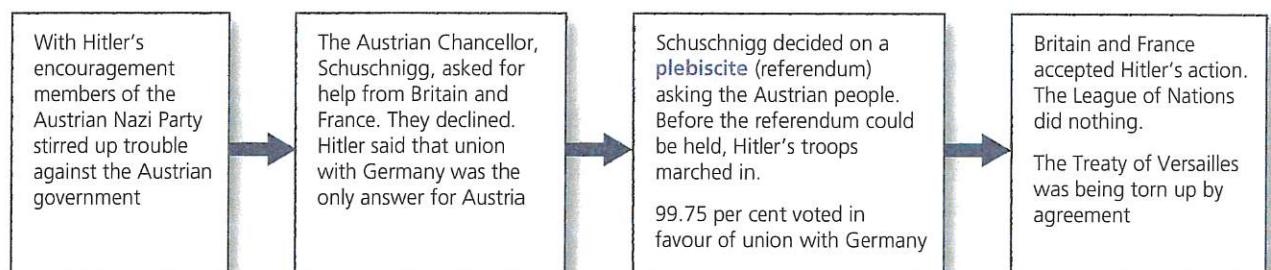 With Hitler's
encouragement
members of the
Austrian Nazi Party
stirred up trouble
against the Austrian
government
The Austrian Chancellor,
Schuschnigg, asked for
help from Britain and
France. They declined.
Hitler said that union
with Germany was the
only answer for Austria
Schuschnigg decided on a
plebiscite (referendum)
asking the Austrian people.
Before the referendum could
be held, Hitler's troops
marched in.
99.75 per cent voted in
favour of union with Germany
Britain and France
accepted Hitler's action.
The League of Nations
did nothing.
The Treaty of Versailles
was being torn up by
agreement